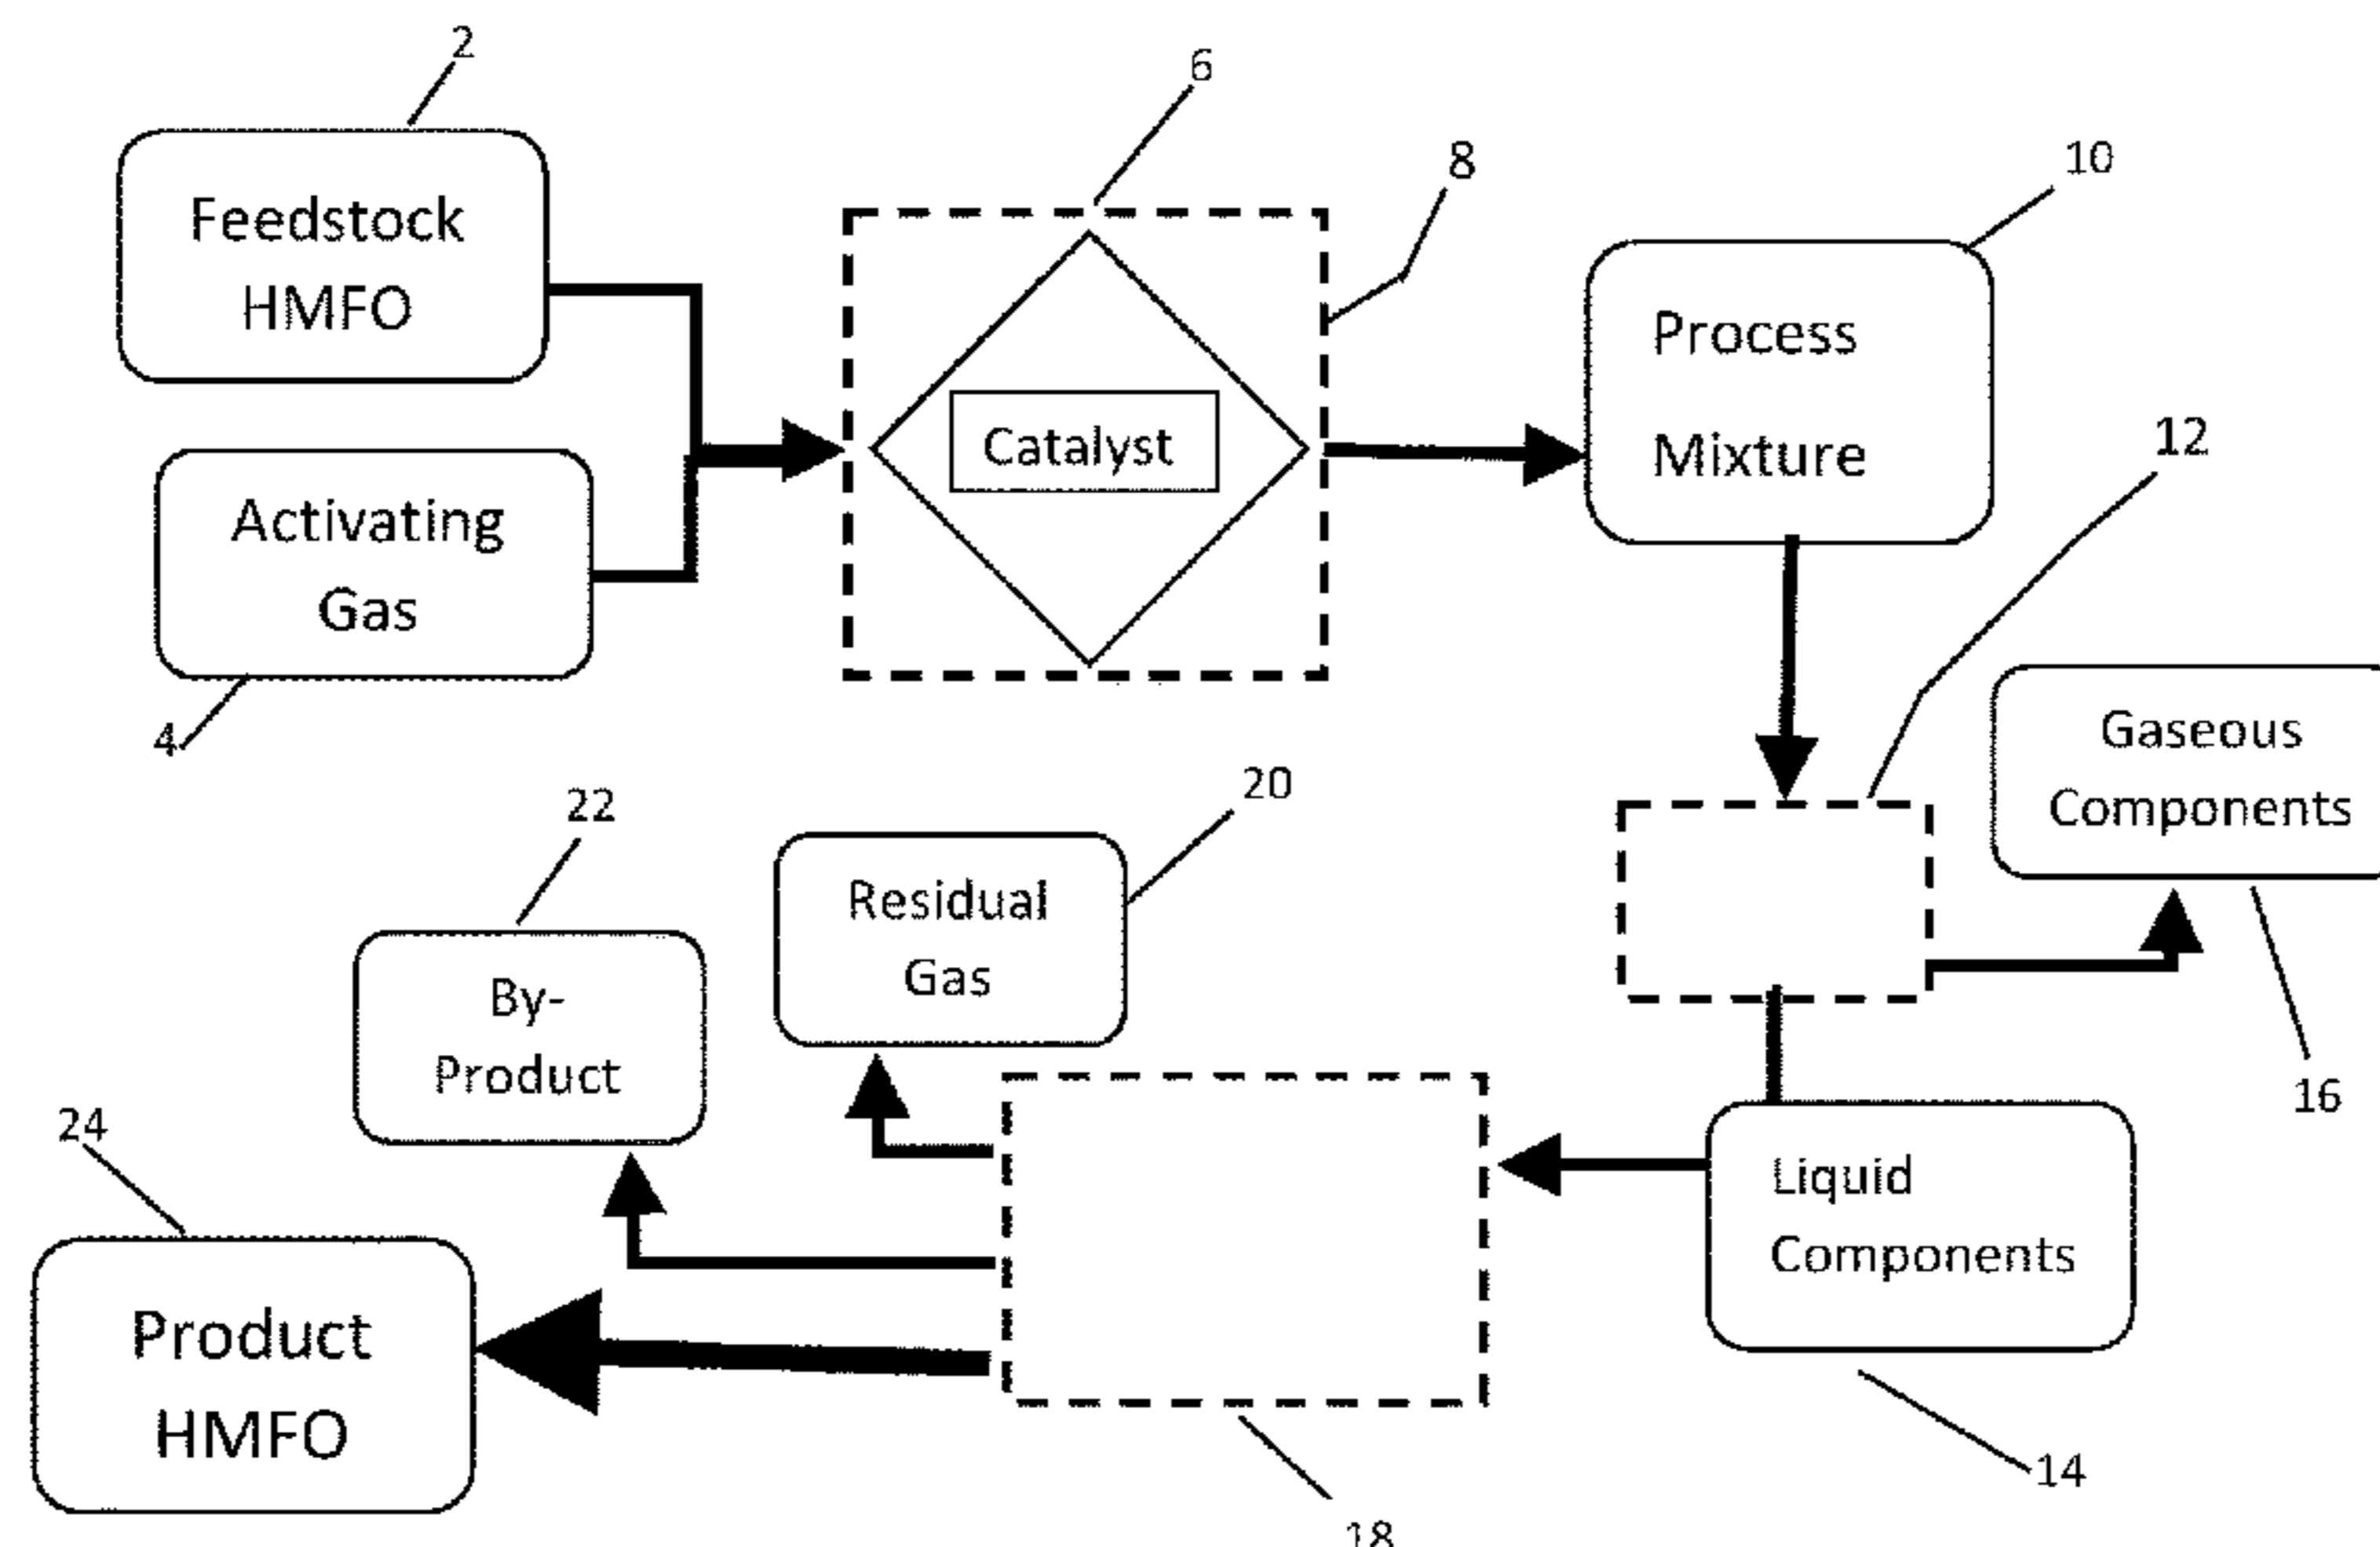 2
6
8
10
Feedstock
HMFO
Process
Mixture
Catalyst
12
Activating
Gas
4
Gaseous
Components
16
22
20
Residual
Gas
By-
Product
24
Liquid
Components
14
Product
HMFO
18